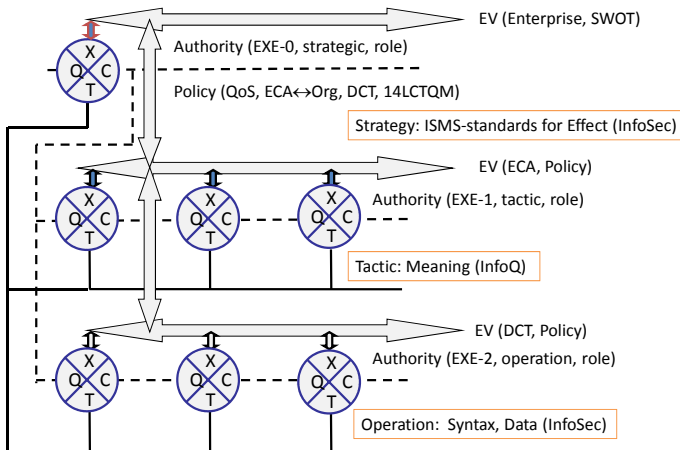 EV (Enterprise, SWOT)
Authority (EXE-0, strategic, role)
X
Q C
T
Policy (QoS, ECA↔Org, DCT, 14LCTQM)
Strategy: ISMS-standards for Effect (InfoSec)
EV (ECA, Policy)
Authority (EXE-1, tactic, role)
X X X
Q C Q C Q C
T T T
Tactic: Meaning (InfoQ)
EV (DCT, Policy)
Authority (EXE-2, operation, role)
X X X
Q C Q C Q C
T T T
Operation: Syntax, Data (InfoSec)